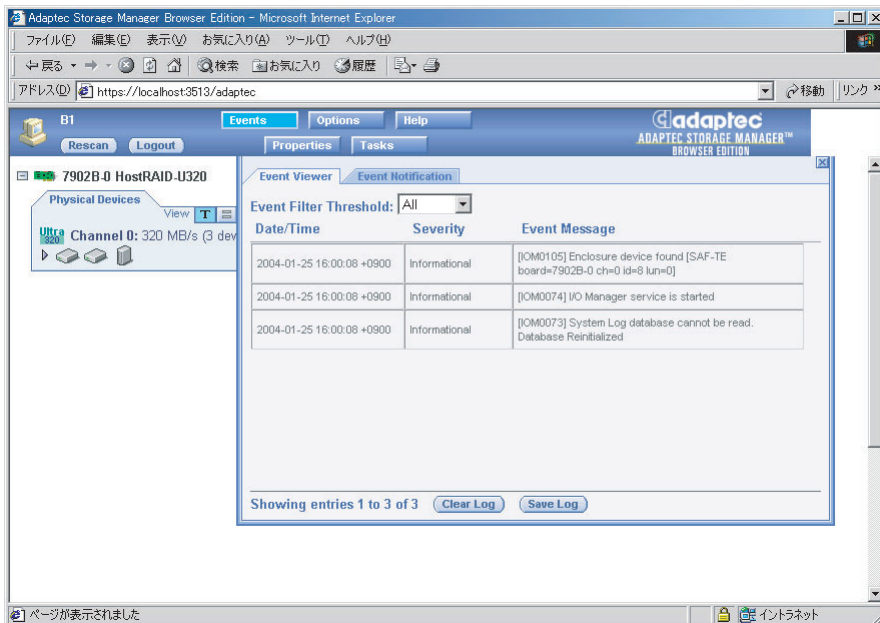 Adaptec Storage Manager Browser Edition - Microsoft Internet Explorer
ファイル(F) 編集(E) 表示(V) お気に入り(A) ツール(T) ヘルプ(H)
戻る 検索 お気に入り 履歴
アドレス(D) https://localhost:3513/adaptec 移動 リンク »
B1 Events Options Help
Rescan Logout Properties Tasks
adaptec
ADAPTEC STORAGE MANAGER™
BROWSER EDITION
7902B-0 HostRAID-U320
Physical Devices
View T
Ultra 320 Channel 0: 320 MB/s (3 dev
Event Viewer Event Notification
Event Filter Threshold: All
Date/Time Severity Event Message
2004-01-25 16:00:08 +0900 Informational [IOM0105] Enclosure device found [SAF-TE
board=7902B-0 ch=0 id=8 lun=0]
2004-01-25 16:00:08 +0900 Informational [IOM0074] I/O Manager service is started
2004-01-25 16:00:08 +0900 Informational [IOM0073] System Log database cannot be read.
Database Reinitialized
Showing entries 1 to 3 of 3 Clear Log Save Log
ページが表示されました イントラネット